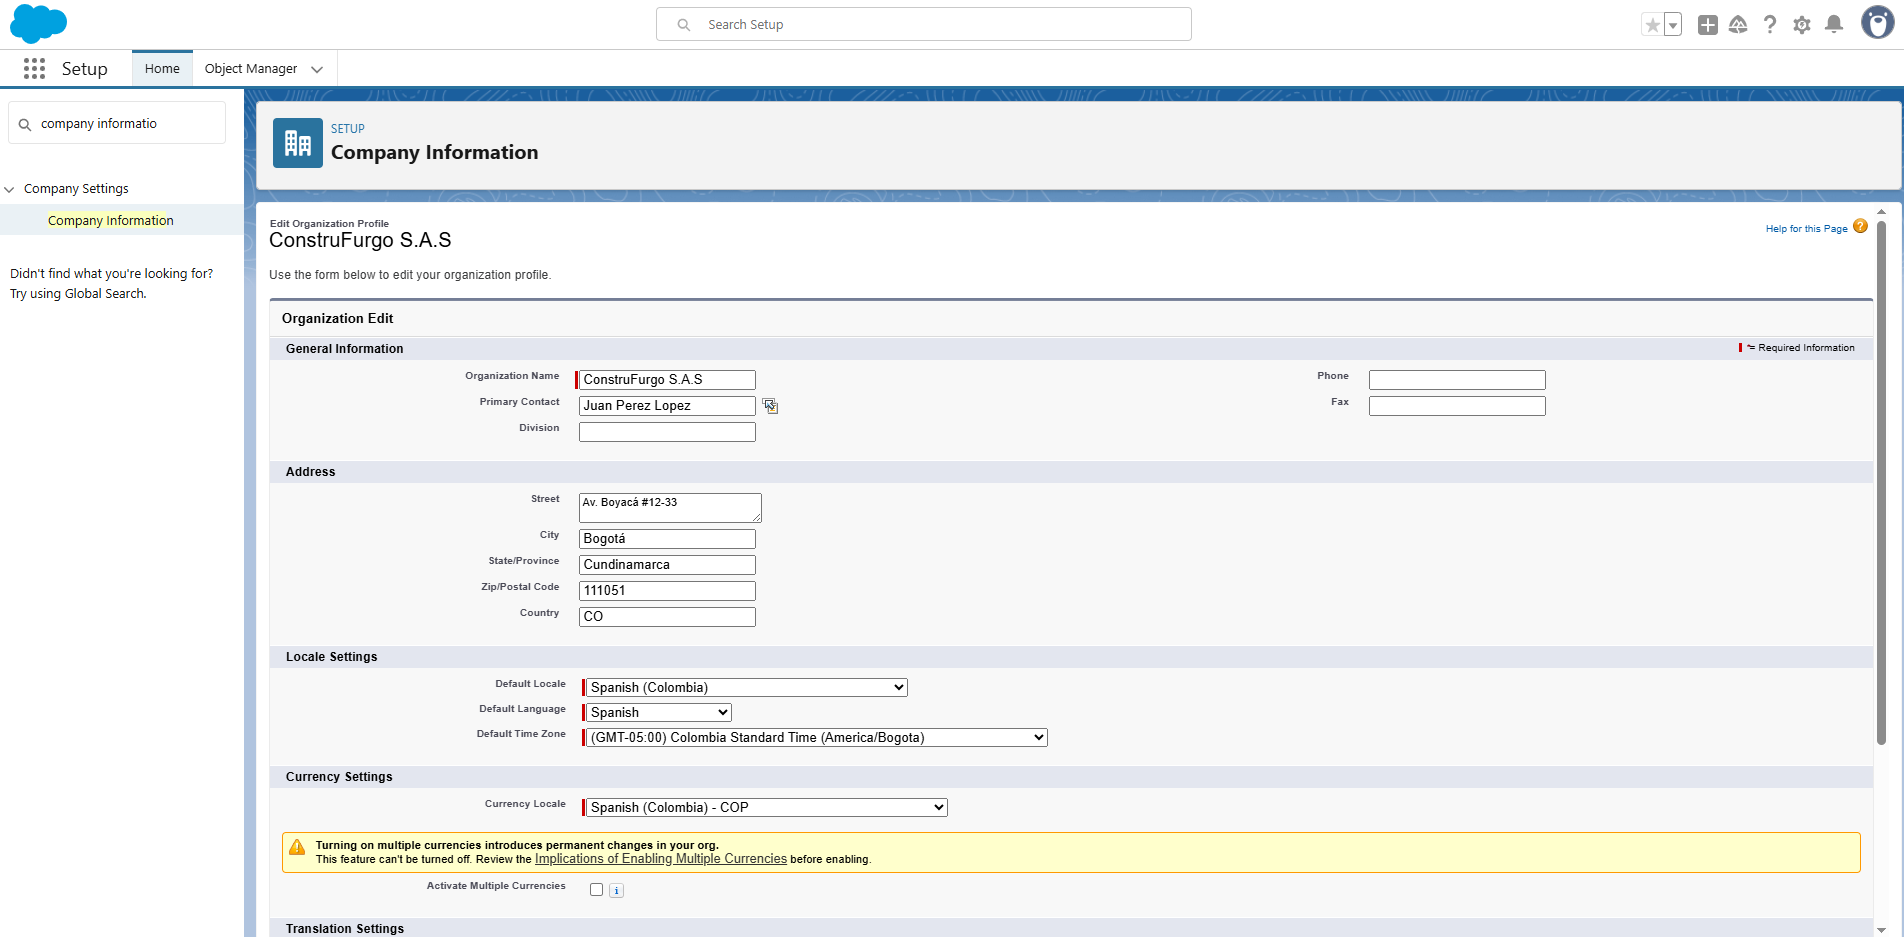 Search Setup
Setup
Home
Object Manager
company informatio
Company Settings
Company Information
Didn't find what you're looking for?
Try using Global Search.
SETUP
Company Information
Edit Organization Profile
ConstruFurgo S.A.S
Help for this Page
Use the form below to edit your organization profile.
Organization Edit
General Information
= Required Information
Organization Name ConstruFurgo S.A.S
Phone
Primary Contact Juan Perez Lopez
Fax
Division
Address
Street Av. Boyacá #12-33
City Bogotá
State/Province Cundinamarca
Zip/Postal Code 111051
Country CO
Locale Settings
Default Locale Spanish (Colombia)
Default Language Spanish
Default Time Zone (GMT-05:00) Colombia Standard Time (America/Bogota)
Currency Settings
Currency Locale Spanish (Colombia) - COP
Turning on multiple currencies introduces permanent changes in your org.
This feature can't be turned off. Review the Implications of Enabling Multiple Currencies before enabling.
Activate Multiple Currencies
Translation Settings